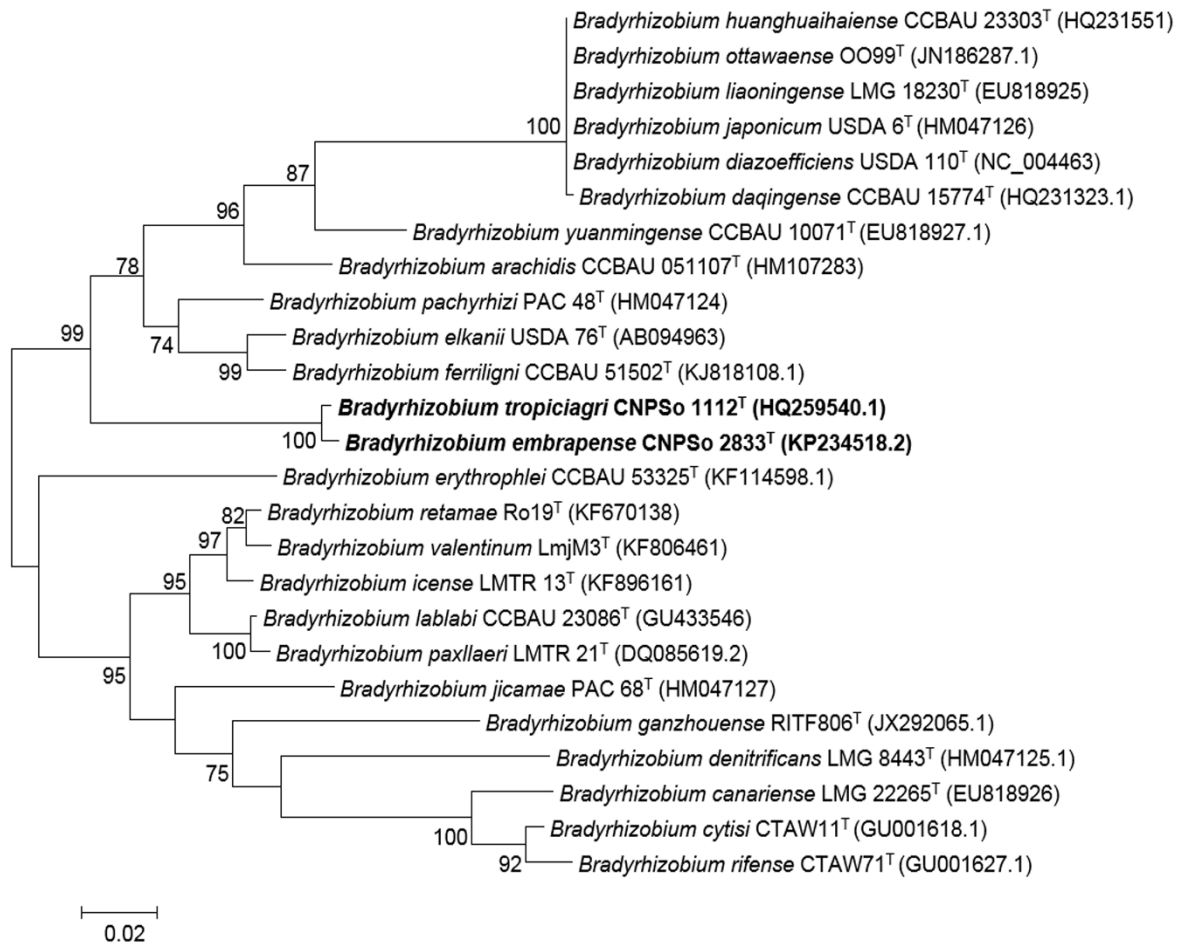 Bradyrhizobium huanghuaihaiense CCBAU 23303ᵀ (HQ231551)
Bradyrhizobium ottawaense OO99ᵀ (JN186287.1)
Bradyrhizobium liaoningense LMG 18230ᵀ (EU818925)
100
Bradyrhizobium japonicum USDA 6ᵀ (HM047126)
Bradyrhizobium diazoefficiens USDA 110ᵀ (NC_004463)
87
Bradyrhizobium daqingense CCBAU 15774ᵀ (HQ231323.1)
96
Bradyrhizobium yuanmingense CCBAU 10071ᵀ (EU818927.1)
78
Bradyrhizobium arachidis CCBAU 051107ᵀ (HM107283)
Bradyrhizobium pachyrhizi PAC 48ᵀ (HM047124)
99
Bradyrhizobium elkanii USDA 76ᵀ (AB094963)
74
99
Bradyrhizobium ferriligni CCBAU 51502ᵀ (KJ818108.1)
Bradyrhizobium tropiciagri CNPSo 1112ᵀ (HQ259540.1)
100
Bradyrhizobium embrapense CNPSo 2833ᵀ (KP234518.2)
Bradyrhizobium erythrophlei CCBAU 53325ᵀ (KF114598.1)
82
Bradyrhizobium retamae Ro19ᵀ (KF670138)
97
Bradyrhizobium valentinum LmjM3ᵀ (KF806461)
95
Bradyrhizobium icense LMTR 13ᵀ (KF896161)
Bradyrhizobium lablabi CCBAU 23086ᵀ (GU433546)
100
Bradyrhizobium paxllaeri LMTR 21ᵀ (DQ085619.2)
95
Bradyrhizobium jicamae PAC 68ᵀ (HM047127)
Bradyrhizobium ganzhouense RITF806ᵀ (JX292065.1)
75
Bradyrhizobium denitrificans LMG 8443ᵀ (HM047125.1)
Bradyrhizobium canariense LMG 22265ᵀ (EU818926)
100
Bradyrhizobium cytisi CTAW11ᵀ (GU001618.1)
92
Bradyrhizobium rifense CTAW71ᵀ (GU001627.1)
0.02